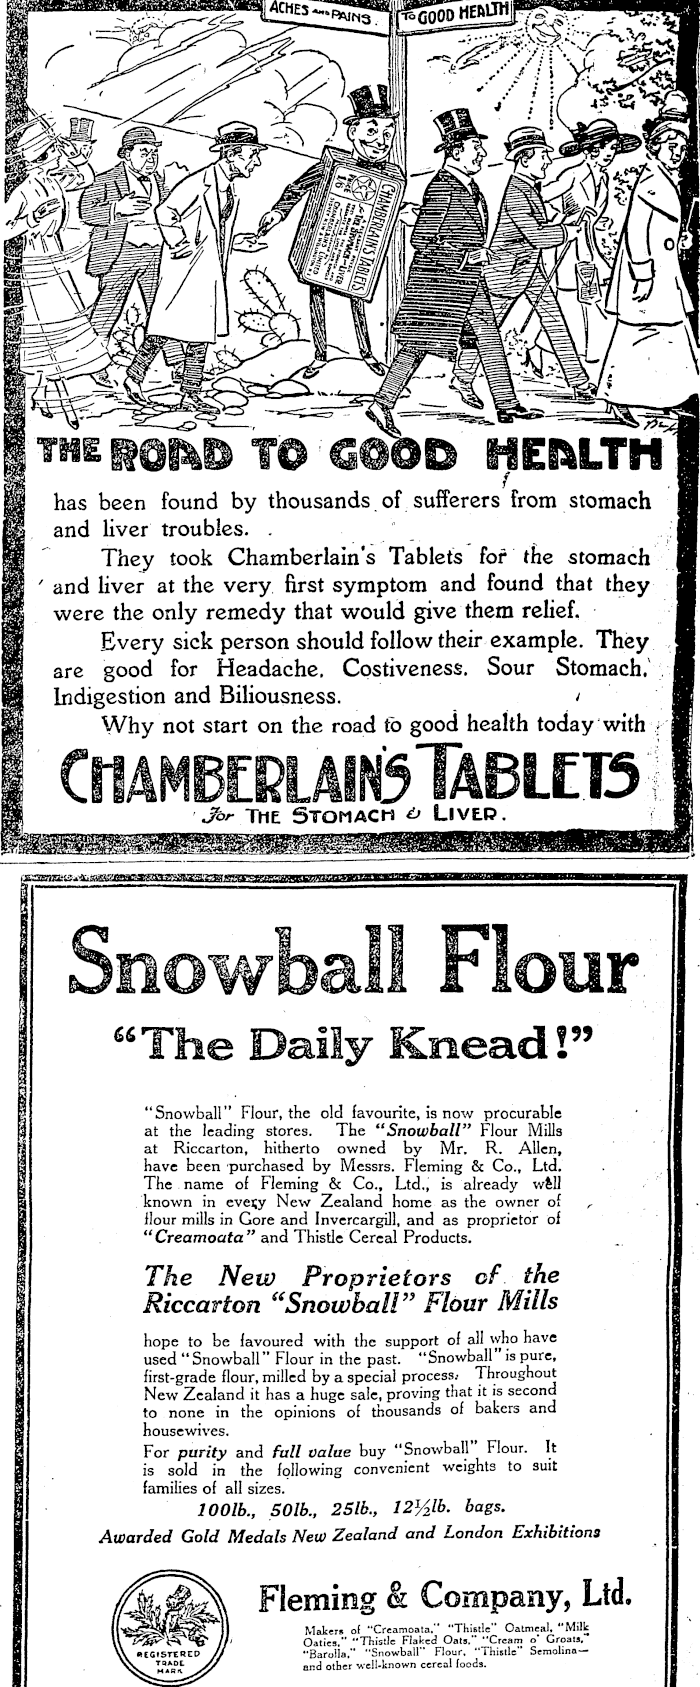 ACHES AND PAINS.
TO GOOD HEALTH
CHAMBERLAIN'S TABLETS
THE ROAD TO GOOD HEALTH
has been found by thousands of sufferers from stomach
and liver troubles.
They took Chamberlain's Tablets for the stomach
and liver at the very first symptom and found that they
were the only remedy that would give them relief.
Every sick person should follow their example. They
are good for Headache, Costiveness, Sour Stomach,
Indigestion and Biliousness.
Why not start on the road to good health today with
CHAMBERLAIN'S TABLETS
For THE STOMACH & LIVER.
Snowball Flour
"The Daily Knead!"
"Snowball" Flour, the old favourite, is now procurable
at the leading stores. The "Snowball" Flour Mills
at Riccarton, hitherto owned by Mr. R. Allen,
have been purchased by Messrs. Fleming & Co., Ltd.
The name of Fleming & Co., Ltd., is already well
known in every New Zealand home as the owner of
flour mills in Gore and Invercargill, and as proprietor of
"Creamoata" and Thistle Cereal Products.
The New Proprietors of the
Riccarton "Snowball" Flour Mills
hope to be favoured with the support of all who have
used "Snowball" Flour in the past. "Snowball" is pure,
first-grade flour, milled by a special process. Throughout
New Zealand it has a huge sale, proving that it is second
to none in the opinions of thousands of bakers and
housewives.
For purity and full value buy "Snowball" Flour. It
is sold in the following convenient weights to suit
families of all sizes.
100lb., 50lb., 25lb., 12½lb. bags.
Awarded Gold Medals New Zealand and London Exhibitions
REGISTERED
TRADE
MARK
Fleming & Company, Ltd.
Makers of "Creamoata," "Thistle" Oatmeal, "Milk
Oaties," "Thistle Flaked Oats," "Cream o' Groats,"
"Barolla," "Snowball" Flour, "Thistle" Semolina—
and other well-known cereal foods.